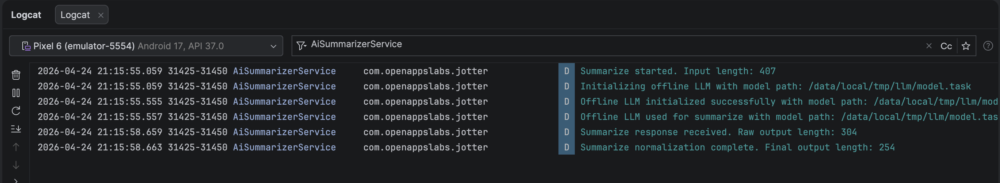 Logcat Logcat
Pixel 6 (emulator-5554) Android 17, API 37.0 AiSummarizerService Cc
2026-04-24 21:15:55.059 31425-31450 AiSummarizerService com.openappslabs.jotter D Summarize started. Input length: 407
2026-04-24 21:15:55.059 31425-31450 AiSummarizerService com.openappslabs.jotter D Initializing offline LLM with model path: /data/local/tmp/llm/model.task
2026-04-24 21:15:55.555 31425-31450 AiSummarizerService com.openappslabs.jotter D Offline LLM initialized successfully with model path: /data/local/tmp/llm/mod
2026-04-24 21:15:55.557 31425-31450 AiSummarizerService com.openappslabs.jotter D Offline LLM used for summarize with model path: /data/local/tmp/llm/model.tas
2026-04-24 21:15:58.659 31425-31450 AiSummarizerService com.openappslabs.jotter D Summarize response received. Raw output length: 304
2026-04-24 21:15:58.663 31425-31450 AiSummarizerService com.openappslabs.jotter D Summarize normalization complete. Final output length: 254